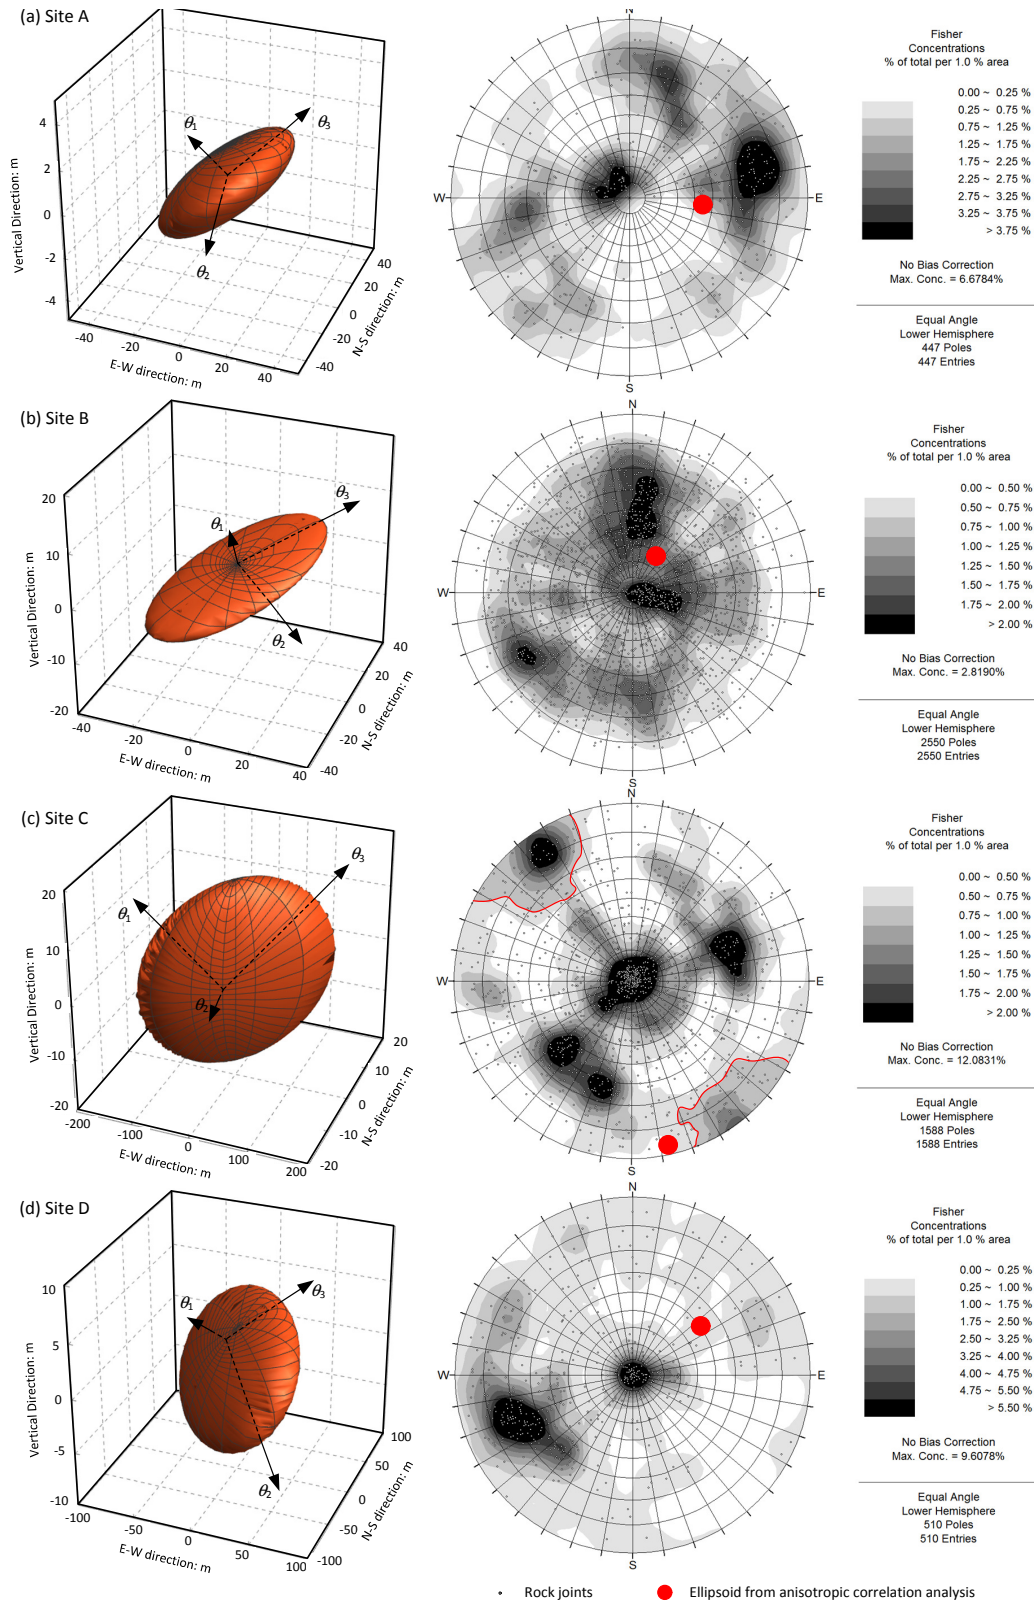 (a) Site A
Vertical Direction: m
4
2
0
-2
-4
-40
-20
0
20
40
E-W direction: m
-40
-20
0
20
40
N-S direction: m
θ1
θ2
θ3
N
W
E
S
Fisher
Concentrations
% of total per 1.0 % area
0.00 ~ 0.25 %
0.25 ~ 0.75 %
0.75 ~ 1.25 %
1.25 ~ 1.75 %
1.75 ~ 2.25 %
2.25 ~ 2.75 %
2.75 ~ 3.25 %
3.25 ~ 3.75 %
> 3.75 %
No Bias Correction
Max. Conc. = 6.6784%
Equal Angle
Lower Hemisphere
447 Poles
447 Entries
(b) Site B
Vertical Direction: m
20
10
0
-10
-20
-40
-20
0
20
40
E-W direction: m
-40
-20
0
20
40
N-S direction: m
θ1
θ2
θ3
N
W
E
S
Fisher
Concentrations
% of total per 1.0 % area
0.00 ~ 0.50 %
0.50 ~ 0.75 %
0.75 ~ 1.00 %
1.00 ~ 1.25 %
1.25 ~ 1.50 %
1.50 ~ 1.75 %
1.75 ~ 2.00 %
> 2.00 %
No Bias Correction
Max. Conc. = 2.8190%
Equal Angle
Lower Hemisphere
2550 Poles
2550 Entries
(c) Site C
Vertical Direction: m
20
10
0
-10
-20
-200
-100
0
100
200
E-W direction: m
-20
-10
0
10
20
N-S direction: m
θ1
θ2
θ3
N
W
E
S
Fisher
Concentrations
% of total per 1.0 % area
0.00 ~ 0.50 %
0.50 ~ 0.75 %
0.75 ~ 1.00 %
1.00 ~ 1.25 %
1.25 ~ 1.50 %
1.50 ~ 1.75 %
1.75 ~ 2.00 %
> 2.00 %
No Bias Correction
Max. Conc. = 12.0831%
Equal Angle
Lower Hemisphere
1588 Poles
1588 Entries
(d) Site D
Vertical Direction: m
10
5
0
-5
-10
-100
-50
0
50
100
E-W direction: m
-100
-50
0
50
100
N-S direction: m
θ1
θ2
θ3
N
W
E
S
Fisher
Concentrations
% of total per 1.0 % area
0.00 ~ 0.25 %
0.25 ~ 1.00 %
1.00 ~ 1.75 %
1.75 ~ 2.50 %
2.50 ~ 3.25 %
3.25 ~ 4.00 %
4.00 ~ 4.75 %
4.75 ~ 5.50 %
> 5.50 %
No Bias Correction
Max. Conc. = 9.6078%
Equal Angle
Lower Hemisphere
510 Poles
510 Entries
Rock joints
Ellipsoid from anisotropic correlation analysis